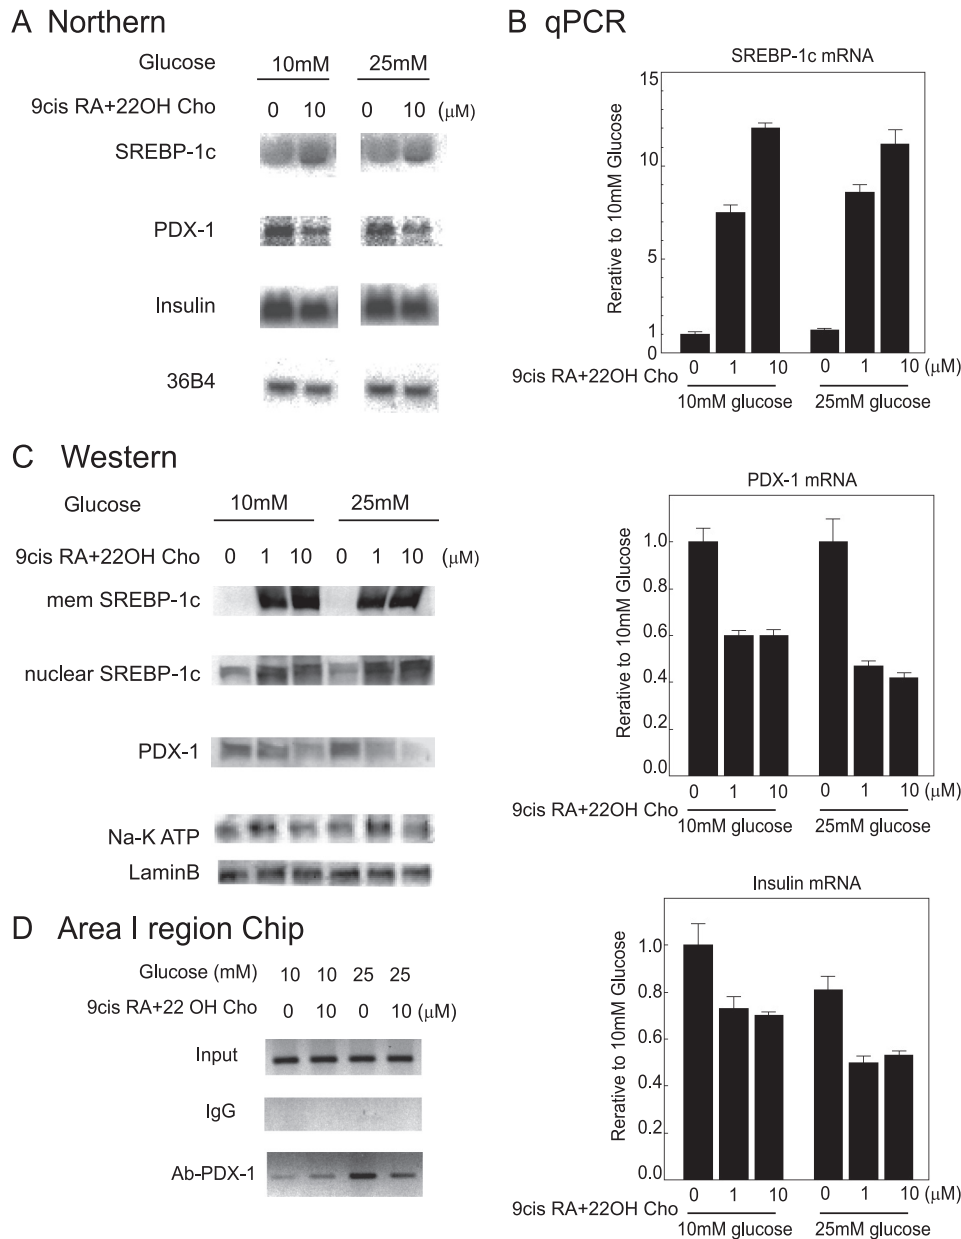 A Northern
Glucose 10mM 25mM
9cis RA+22OH Cho 0 10 0 10 (μM)
SREBP-1c
PDX-1
Insulin
36B4
B qPCR
SREBP-1c mRNA
Rerative to 10mM Glucose
15
10
5
1
0
0 1 10 0 1 10 (μM)
9cis RA+22OH Cho
10mM glucose 25mM glucose
C Western
Glucose 10mM 25mM
9cis RA+22OH Cho 0 1 10 0 1 10 (μM)
mem SREBP-1c
nuclear SREBP-1c
PDX-1
Na-K ATP
LaminB
PDX-1 mRNA
Rerative to 10mM Glucose
1.0
0.8
0.6
0.4
0.2
0.0
0 1 10 0 1 10 (μM)
9cis RA+22OH Cho
10mM glucose 25mM glucose
D Area I region Chip
Glucose (mM) 10 10 25 25
9cis RA+22 OH Cho 0 10 0 10 (μM)
Input
IgG
Ab-PDX-1
Insulin mRNA
Relative to 10mM Glucose
1.0
0.8
0.6
0.4
0.2
0.0
0 1 10 0 1 10 (μM)
9cis RA+22OH Cho
10mM glucose 25mM glucose